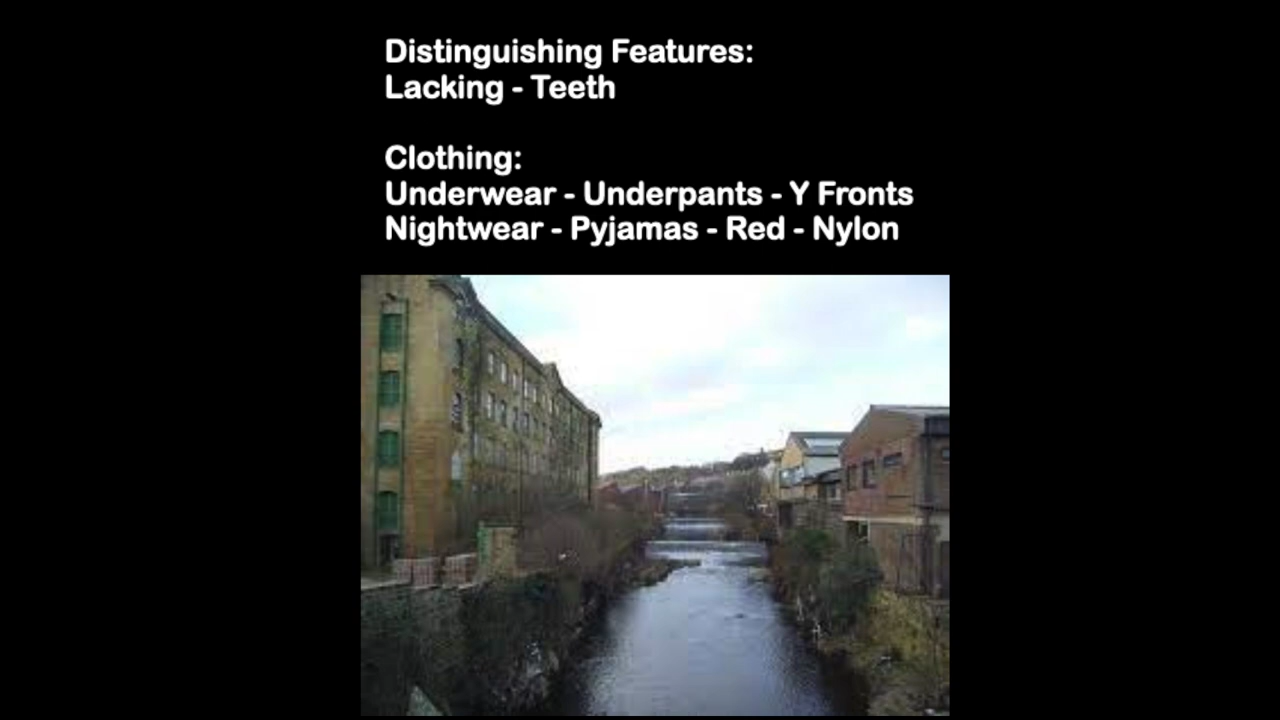 Distinguishing Features:
Lacking - Teeth
Clothing:
Underwear - Underpants - Y Fronts
Nightwear - Pyjamas - Red - Nylon